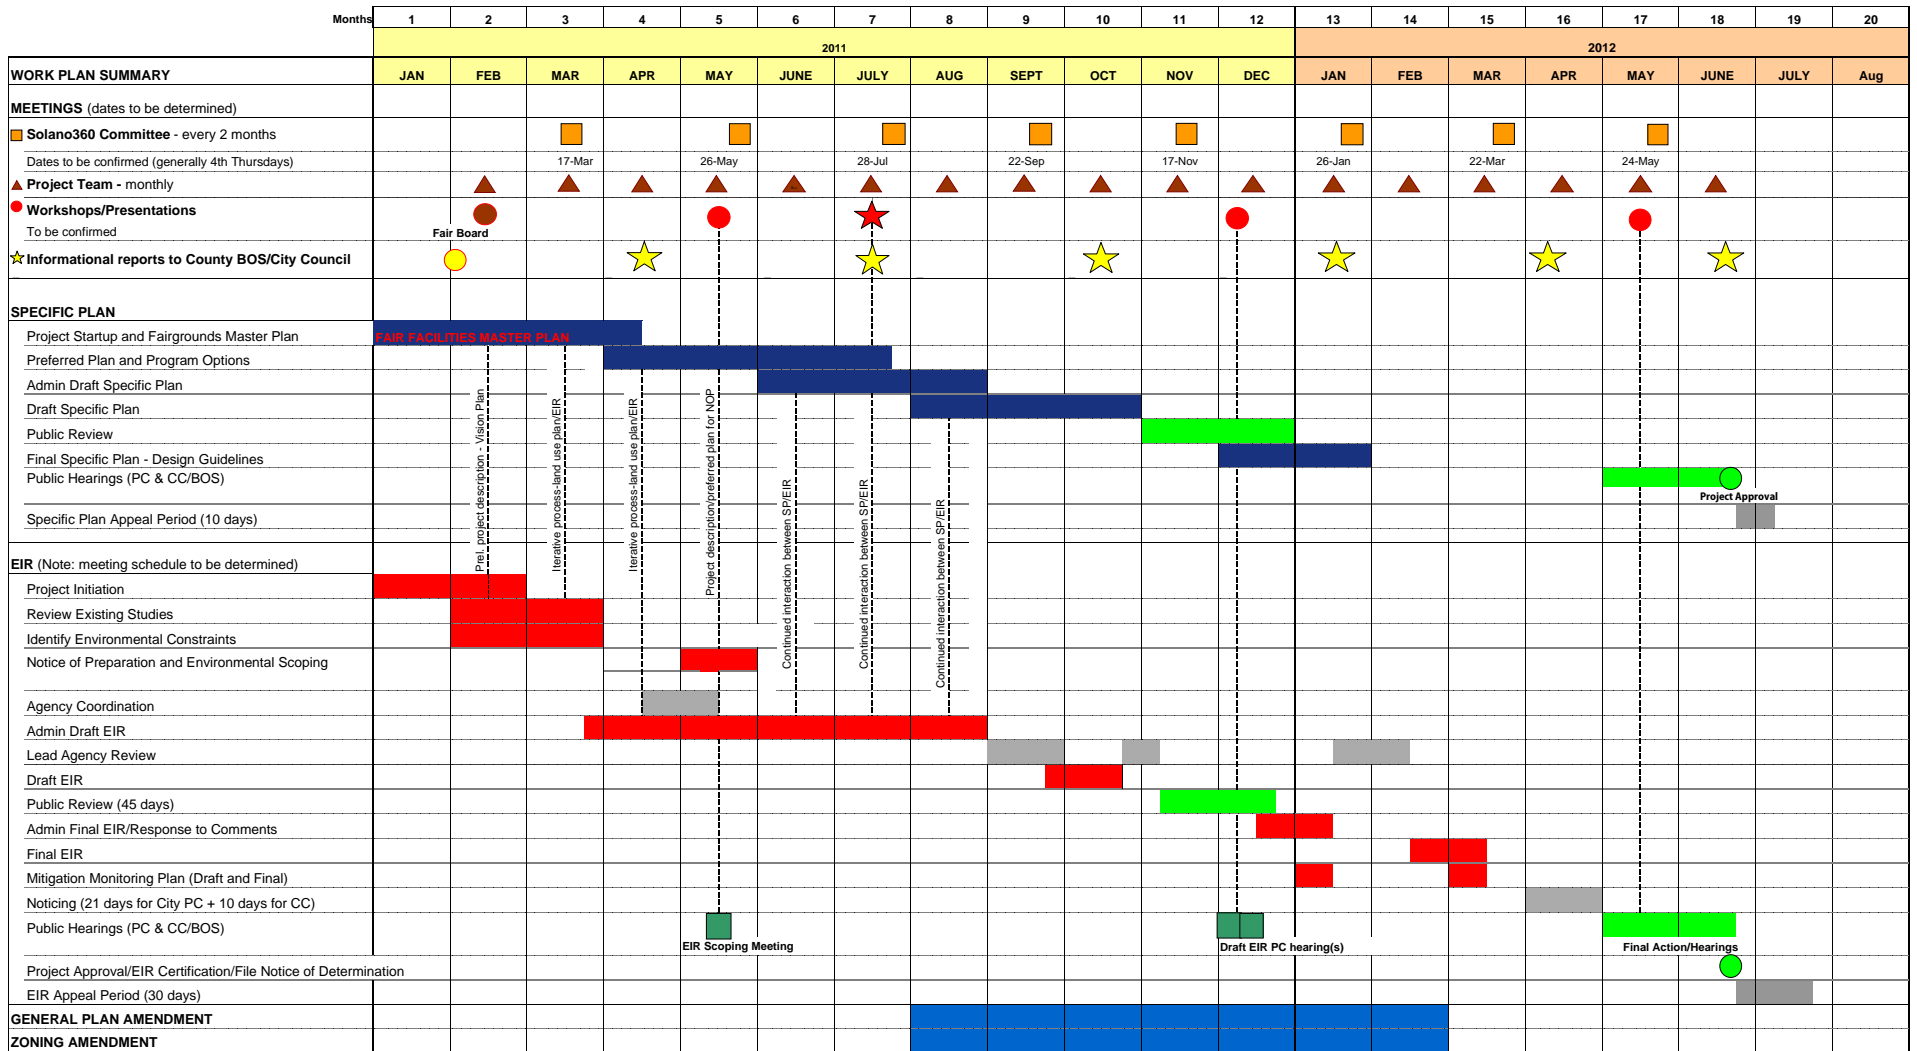 Months 1 2 3 4 5 6 7 8 9 10 11 12 13 14 15 16 17 18 19 20
2011 2012
WORK PLAN SUMMARY JAN FEB MAR APR MAY JUNE JULY AUG SEPT OCT NOV DEC JAN FEB MAR APR MAY JUNE JULY Aug
MEETINGS (dates to be determined)
Solano360 Committee - every 2 months
Dates to be confirmed (generally 4th Thursdays) 17-Mar 26-May 28-Jul 22-Sep 17-Nov 26-Jan 22-Mar 24-May
Project Team - monthly
Workshops/Presentations
To be confirmed Fair Board
Informational reports to County BOS/City Council
SPECIFIC PLAN
Project Startup and Fairgrounds Master Plan FAIR FACILITIES MASTER PLAN
Preferred Plan and Program Options
Admin Draft Specific Plan
Draft Specific Plan
Public Review
Final Specific Plan - Design Guidelines
Public Hearings (PC & CC/BOS)
Project Approval
Specific Plan Appeal Period (10 days)
Prel. project description - Vision Plan
Iterative process-land use plan/EIR
Iterative process-land use plan/EIR
Project description/preferred plan for NOP
Continued interaction between SP/EIR
Continued interaction between SP/EIR
Continued interaction between SP/EIR
EIR (Note: meeting schedule to be determined)
Project Initiation
Review Existing Studies
Identify Environmental Constraints
Notice of Preparation and Environmental Scoping
Agency Coordination
Admin Draft EIR
Lead Agency Review
Draft EIR
Public Review (45 days)
Admin Final EIR/Response to Comments
Final EIR
Mitigation Monitoring Plan (Draft and Final)
Noticing (21 days for City PC + 10 days for CC)
Public Hearings (PC & CC/BOS)
EIR Scoping Meeting Draft EIR PC hearing(s) Final Action/Hearings
Project Approval/EIR Certification/File Notice of Determination
EIR Appeal Period (30 days)
GENERAL PLAN AMENDMENT
ZONING AMENDMENT